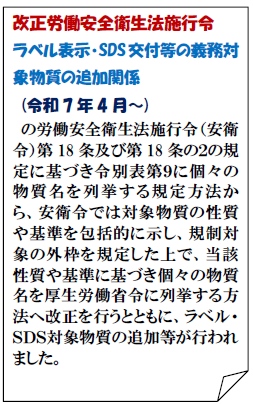 改正労働安全衛生法施行令
ラベル表示・SDS交付等の義務対
象物質の追加関係
（令和7年4月～）
の労働安全衛生法施行令（安衛
令）第18条及び第18条の2の規
定に基づき令別表第9に個々の
物質名を列挙する規定方法か
ら、安衛令では対象物質の性質
や基準を包括的に示し、規制対
象の外枠を規定した上で、当該
性質や基準に基づき個々の物質
名を厚生労働省令に列挙する方
法へ改正を行うとともに、ラベル・
SDS対象物質の追加等が行われ
ました。